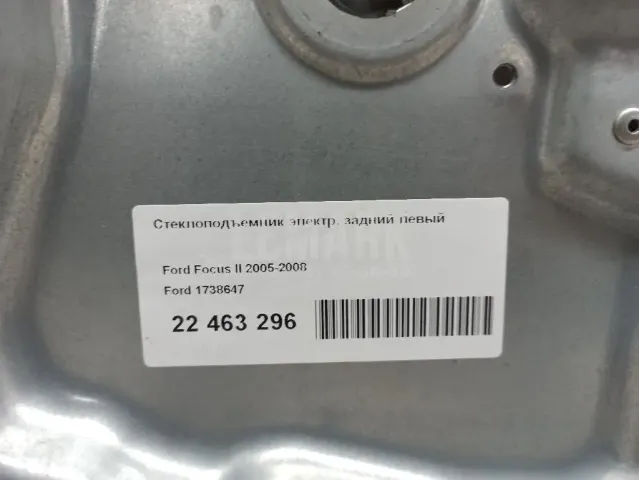 Стеклоподъемник электр. задний левый
Ford Focus II 2005-2008
Ford 1738647
22 463 296